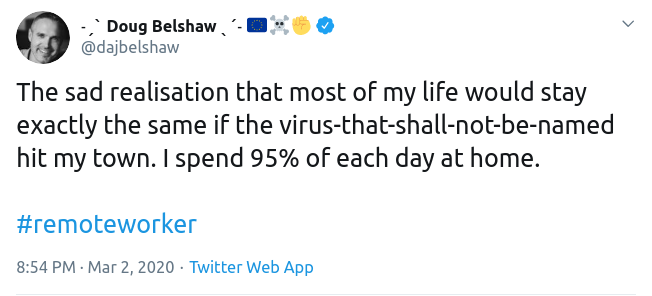 -ˏ` Doug Belshaw ˎ´- 🇪🇺☠️✊
@dajbelshaw
The sad realisation that most of my life would stay
exactly the same if the virus-that-shall-not-be-named
hit my town. I spend 95% of each day at home.
#remoteworker
8:54 PM · Mar 2, 2020 · Twitter Web App